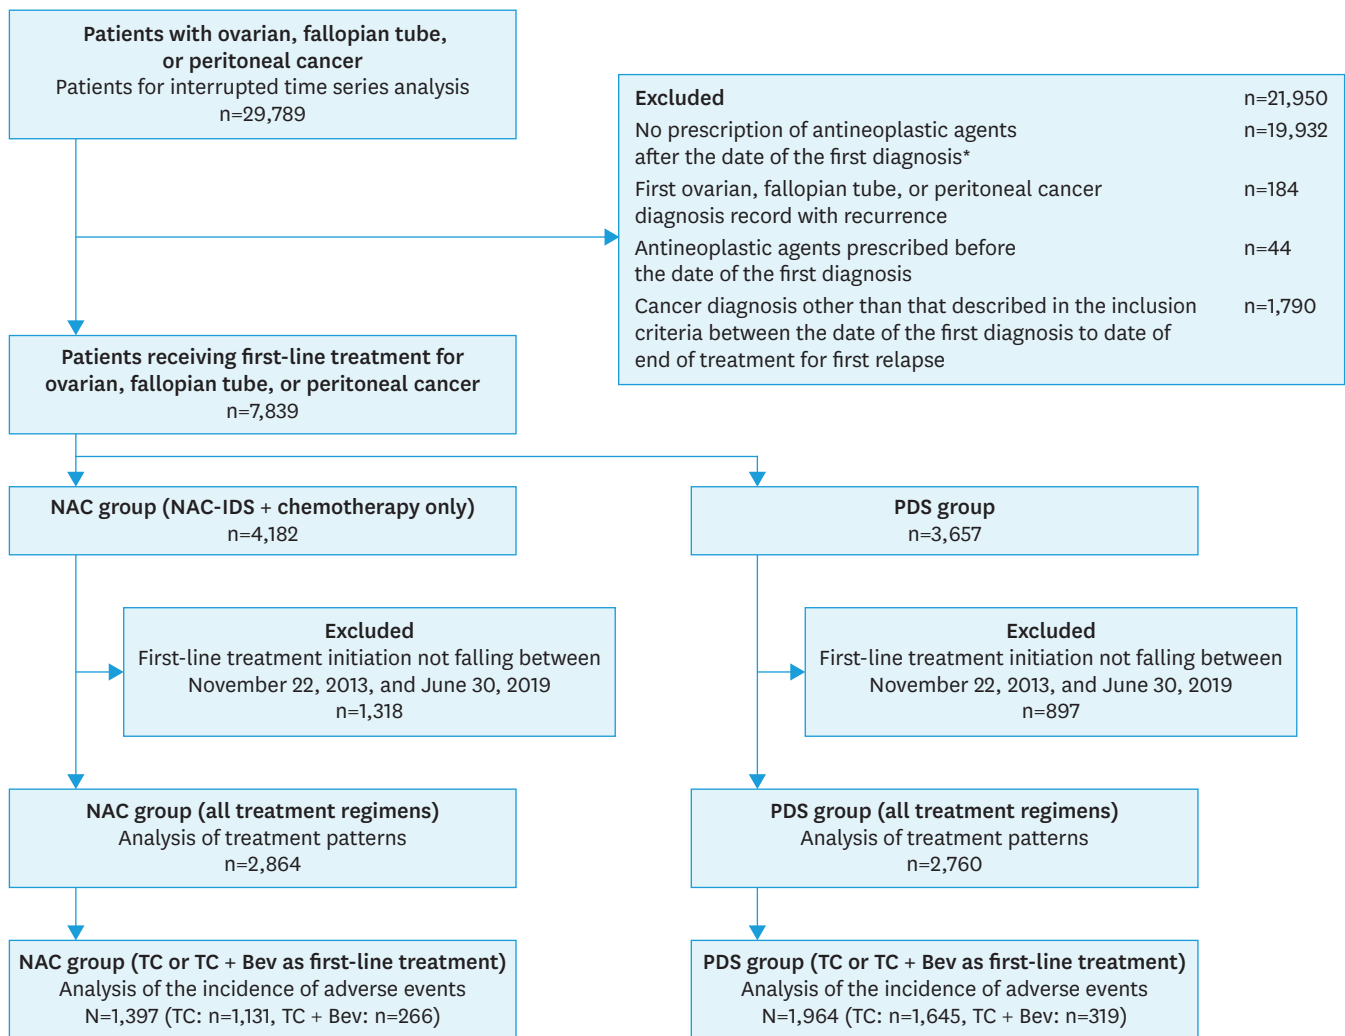 Patients with ovarian, fallopian tube,
or peritoneal cancer
Patients for interrupted time series analysis
n=29,789
Excluded n=21,950
No prescription of antineoplastic agents n=19,932
after the date of the first diagnosis*
First ovarian, fallopian tube, or peritoneal cancer n=184
diagnosis record with recurrence
Antineoplastic agents prescribed before n=44
the date of the first diagnosis
Cancer diagnosis other than that described in the inclusion n=1,790
criteria between the date of the first diagnosis to date of
end of treatment for first relapse
Patients receiving first-line treatment for
ovarian, fallopian tube, or peritoneal cancer
n=7,839
NAC group (NAC-IDS + chemotherapy only)
n=4,182
PDS group
n=3,657
Excluded
First-line treatment initiation not falling between
November 22, 2013, and June 30, 2019
n=1,318
Excluded
First-line treatment initiation not falling between
November 22, 2013, and June 30, 2019
n=897
NAC group (all treatment regimens)
Analysis of treatment patterns
n=2,864
PDS group (all treatment regimens)
Analysis of treatment patterns
n=2,760
NAC group (TC or TC + Bev as first-line treatment)
Analysis of the incidence of adverse events
N=1,397 (TC: n=1,131, TC + Bev: n=266)
PDS group (TC or TC + Bev as first-line treatment)
Analysis of the incidence of adverse events
N=1,964 (TC: n=1,645, TC + Bev: n=319)